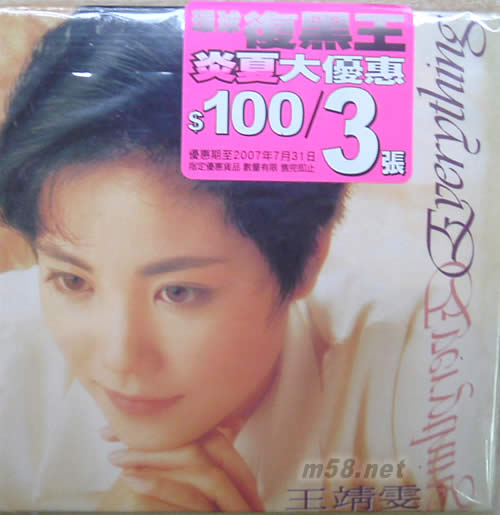 環球復黑王
炎夏大優惠
$100/3張
優惠期至2007年7月31日
指定優惠貨品 數量有限 售完即止
Everything
Everything
m58.net
王靖雯